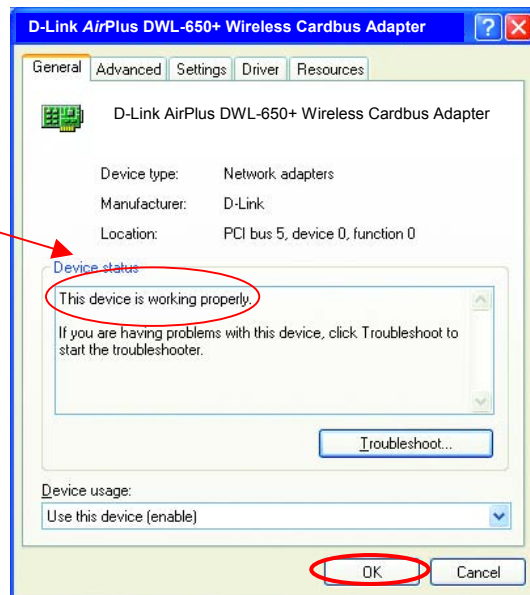 D-Link AirPlus DWL-650+ Wireless Cardbus Adapter
General Advanced Settings Driver Resources
D-Link AirPlus DWL-650+ Wireless Cardbus Adapter
Device type: Network adapters
Manufacturer: D-Link
Location: PCI bus 5, device 0, function 0
Device status
This device is working properly.
If you are having problems with this device, click Troubleshoot to
start the troubleshooter.
Troubleshoot...
Device usage:
Use this device (enable)
OK Cancel